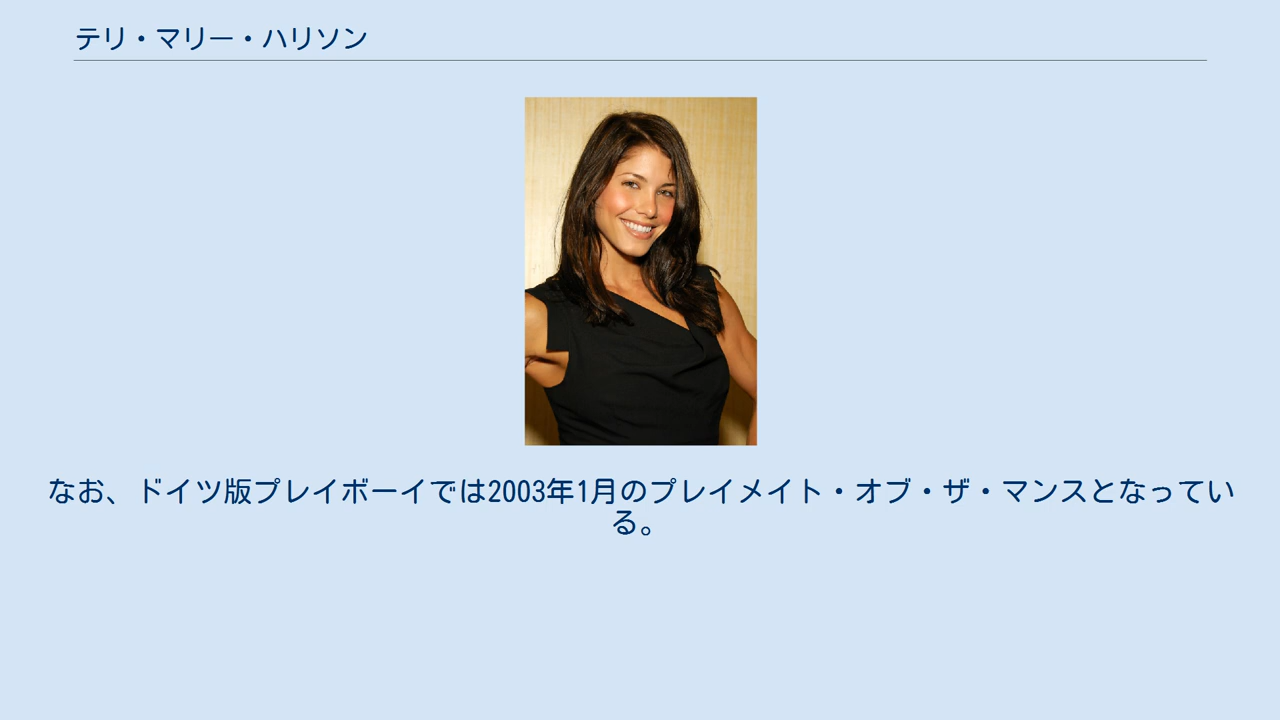 テリ・マリー・ハリソン
なお、ドイツ版プレイボーイでは2003年1月のプレイメイト・オブ・ザ・マンスとなってい
る。